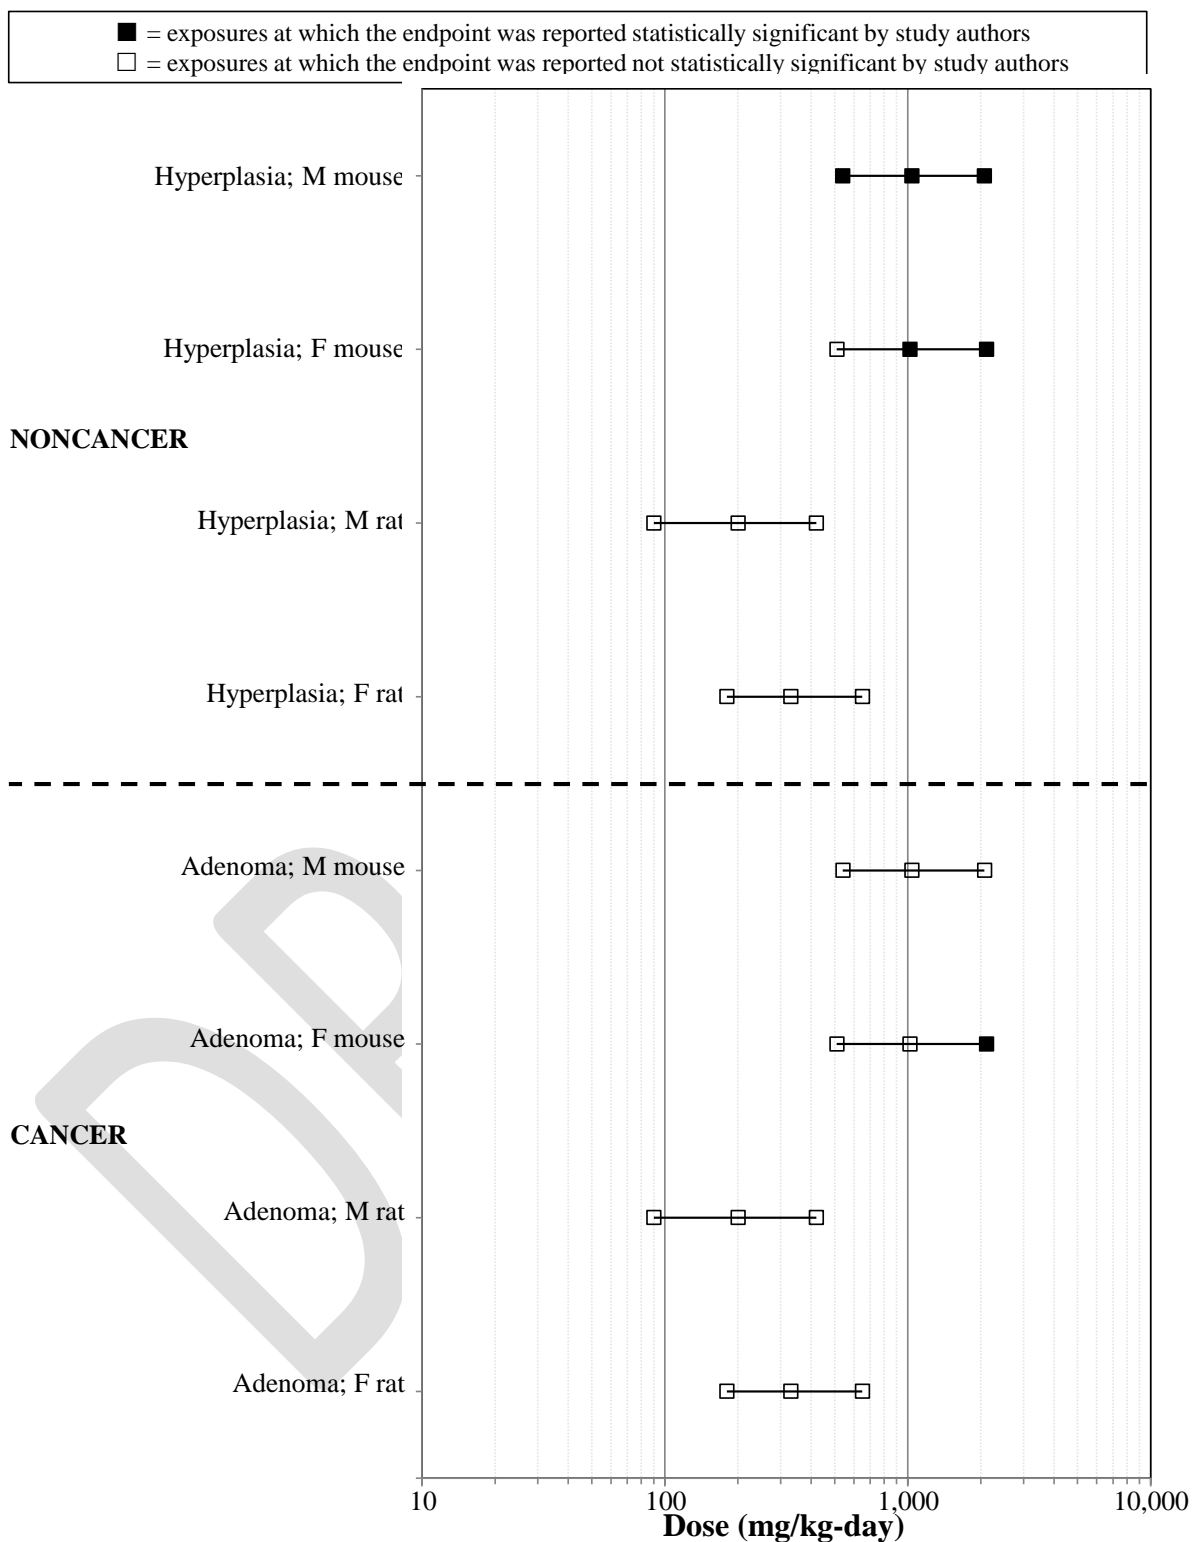 ■ = exposures at which the endpoint was reported statistically significant by study authors
□ = exposures at which the endpoint was reported not statistically significant by study authors
Hyperplasia; M mouse
Hyperplasia; F mouse
NONCANCER
Hyperplasia; M rat
Hyperplasia; F rat
Adenoma; M mouse
Adenoma; F mouse
CANCER
Adenoma; M rat
Adenoma; F rat
10 100 1,000 10,000
Dose (mg/kg-day)